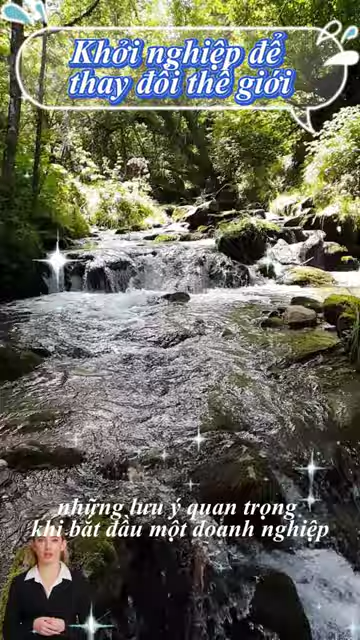 Khởi nghiệp để
thay đổi thế giới
những lưu ý quan trọng
khi bắt đầu một doanh nghiệp